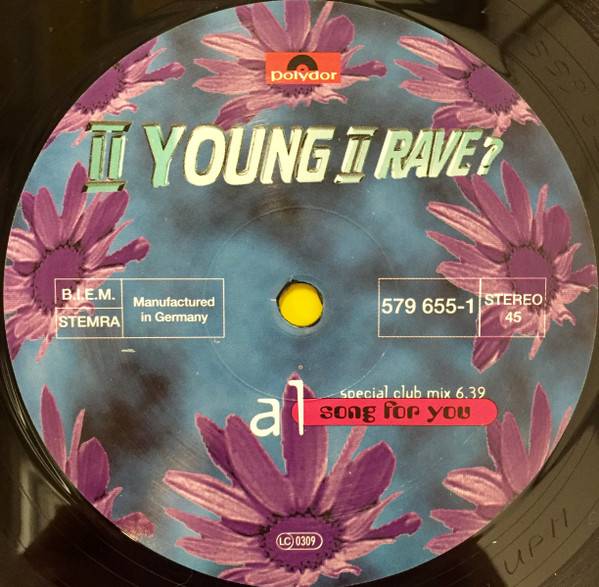 polydor
II YOUNG II RAVE?
B.I.E.M.
STEMRA
Manufactured
in Germany
579 655-1
STEREO
45
special club mix 6.39
a1 song for you
LC 0309
UP11